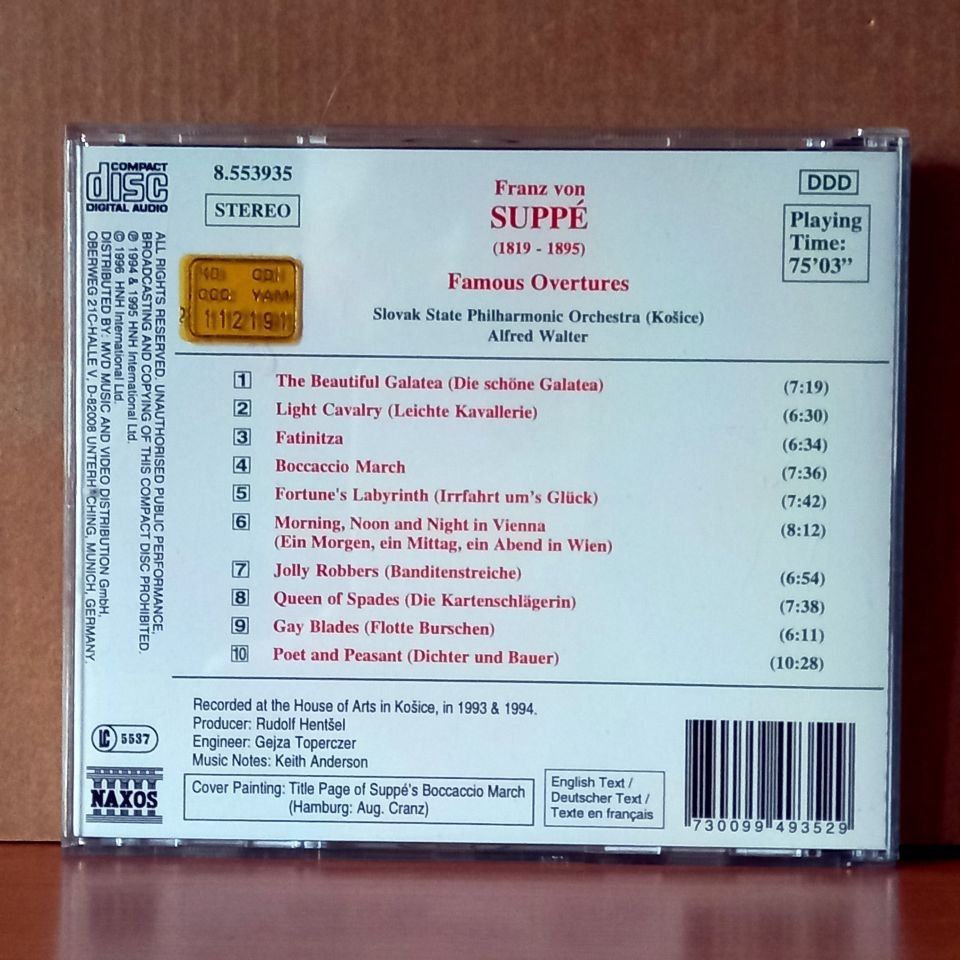 COMPACT
disc
DIGITAL AUDIO
8.553935
STEREO
Franz von
SUPPÉ
(1819 - 1895)
Famous Overtures
Slovak State Philharmonic Orchestra (Košice)
Alfred Walter
DDD
Playing
Time:
75'03”
112191
1 The Beautiful Galatea (Die schöne Galatea) (7:19)
2 Light Cavalry (Leichte Kavallerie) (6:30)
3 Fatinitza (6:34)
4 Boccaccio March (7:36)
5 Fortune's Labyrinth (Irrfahrt um's Glück) (7:42)
6 Morning, Noon and Night in Vienna
(Ein Morgen, ein Mittag, ein Abend in Wien) (8:12)
7 Jolly Robbers (Banditenstreiche) (6:54)
8 Queen of Spades (Die Kartenschlägerin) (7:38)
9 Gay Blades (Flotte Burschen) (6:11)
10 Poet and Peasant (Dichter und Bauer) (10:28)
Recorded at the House of Arts in Košice, in 1993 & 1994.
Producer: Rudolf Hentšel
Engineer: Gejza Toperczer
Music Notes: Keith Anderson
Cover Painting: Title Page of Suppé's Boccaccio March
(Hamburg: Aug. Cranz)
English Text /
Deutscher Text /
Texte en français
730099 493529
ALL RIGHTS RESERVED. UNAUTHORISED PUBLIC PERFORMANCE,
BROADCASTING AND COPYING OF THIS COMPACT DISC PROHIBITED.
℗ 1994 & 1995 HNH International Ltd.
© 1996 HNH International Ltd.
DISTRIBUTED BY: MVD MUSIC AND VIDEO DISTRIBUTION GmbH,
OBERWEG 21C-HALLE V, D-82008 UNTERH*CHING, MUNICH, GERMANY.
LC 5537
NAXOS